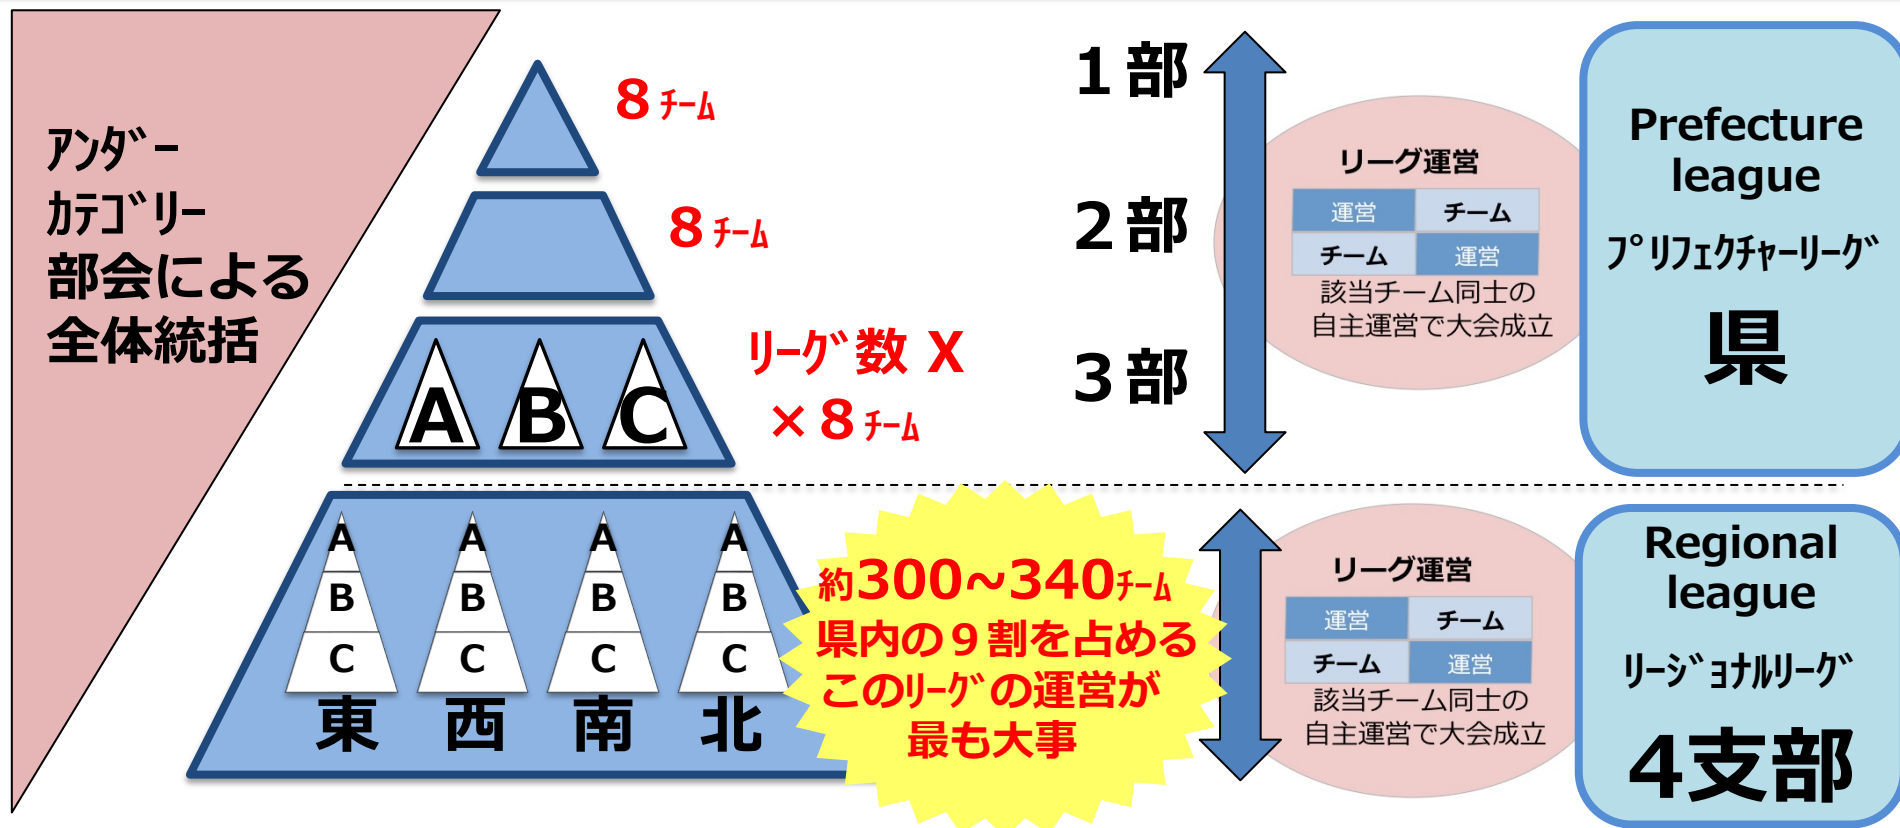 ｱﾝﾀﾞｰ
ｶﾃｺﾞﾘｰ
部会による
全体統括
８ﾁｰﾑ
８ﾁｰﾑ
A B C
ﾘｰｸﾞ数 X
×８ﾁｰﾑ
A A A A
B B B B
C C C C
東 西 南 北
約300~340ﾁｰﾑ
県内の９割を占める
このﾘｰｸﾞの運営が
最も大事
１部
２部
３部
リーグ運営
運営 チーム
チーム 運営
該当チーム同士の
自主運営で大会成立
Prefecture
league
ﾌﾟﾘﾌｪｸﾁｬｰﾘｰｸﾞ
県
リーグ運営
運営 チーム
チーム 運営
該当チーム同士の
自主運営で大会成立
Regional
league
ﾘｰｼﾞｮﾅﾙﾘｰｸﾞ
4支部